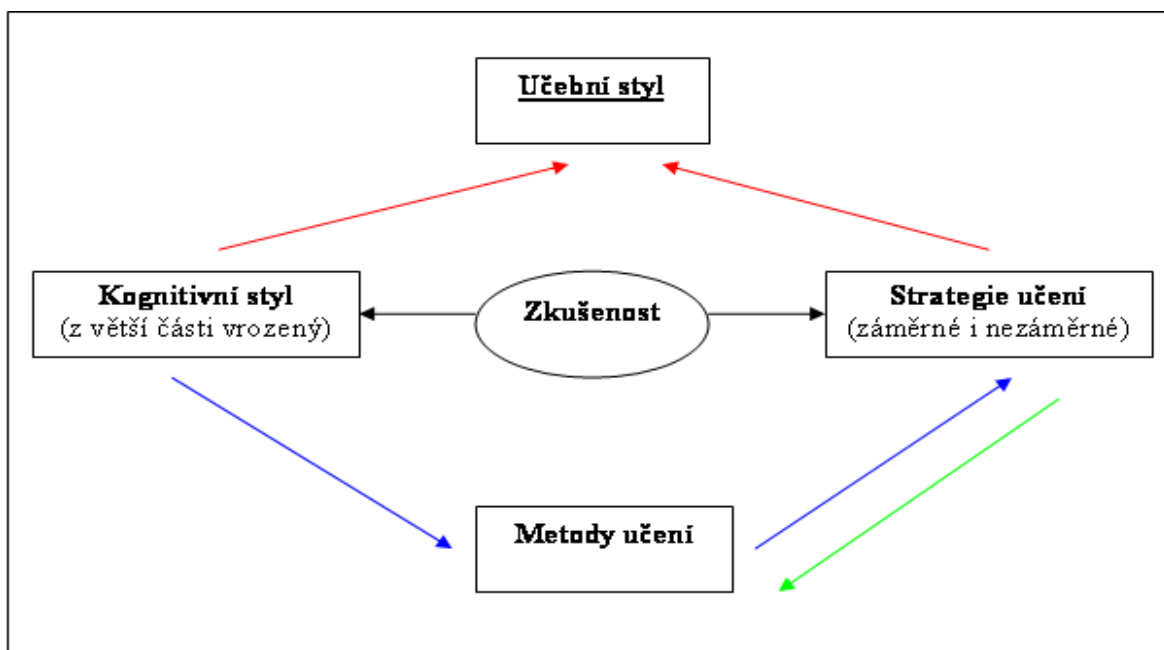 Učební styl
Kognitivní styl
(z větší části vrozený)
Zkušenost
Strategie učení
(záměrné i nezáměrné)
Metody učení